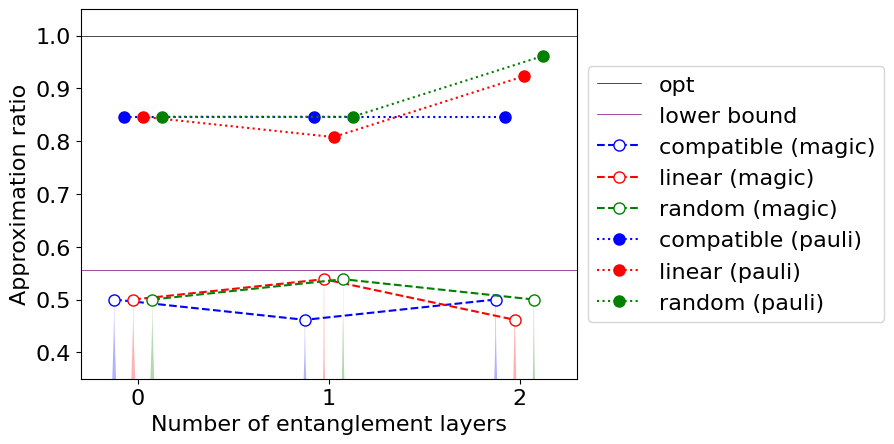 1.0
0.9
0.8
0.7
0.6
0.5
0.4
Approximation ratio
0 1 2
Number of entanglement layers
opt
lower bound
compatible (magic)
linear (magic)
random (magic)
compatible (pauli)
linear (pauli)
random (pauli)